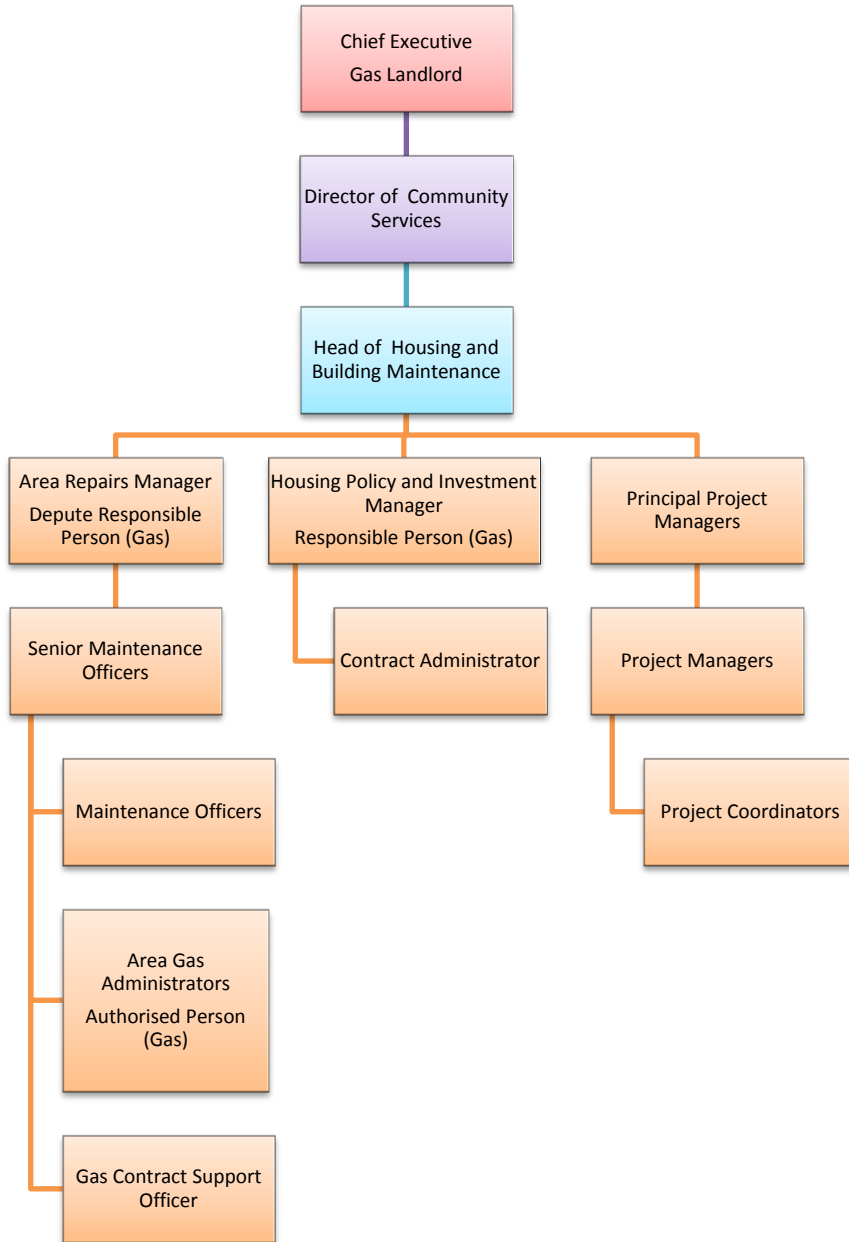 Chief Executive
Gas Landlord
Director of Community
Services
Head of Housing and
Building Maintenance
Area Repairs Manager
Depute Responsible
Person (Gas)
Housing Policy and Investment
Manager
Responsible Person (Gas)
Principal Project
Managers
Senior Maintenance
Officers
Contract Administrator
Project Managers
Maintenance Officers
Project Coordinators
Area Gas
Administrators
Authorised Person
(Gas)
Gas Contract Support
Officer